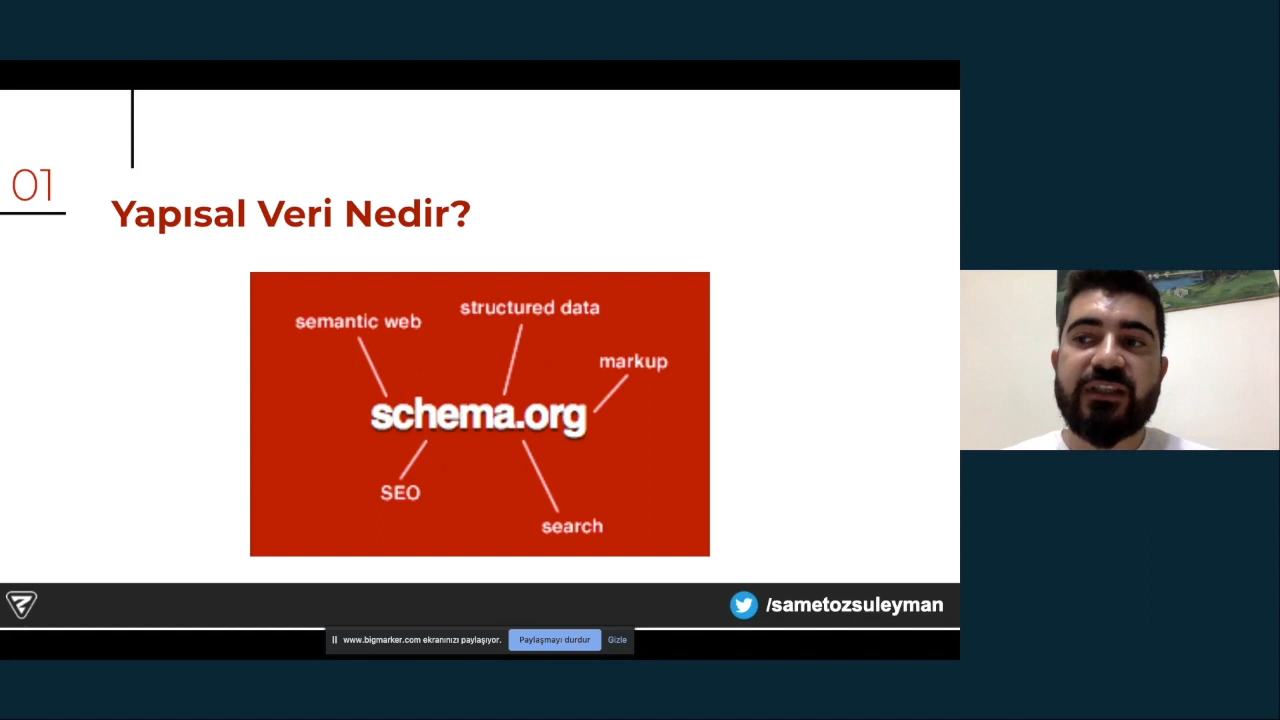 01
Yapısal Veri Nedir?
semantic web
structured data
markup
schema.org
SEO
search
/sametozsuleyman
www.bigmarker.com ekranınızı paylaşıyor.
Paylaşmayı durdur
Gizle